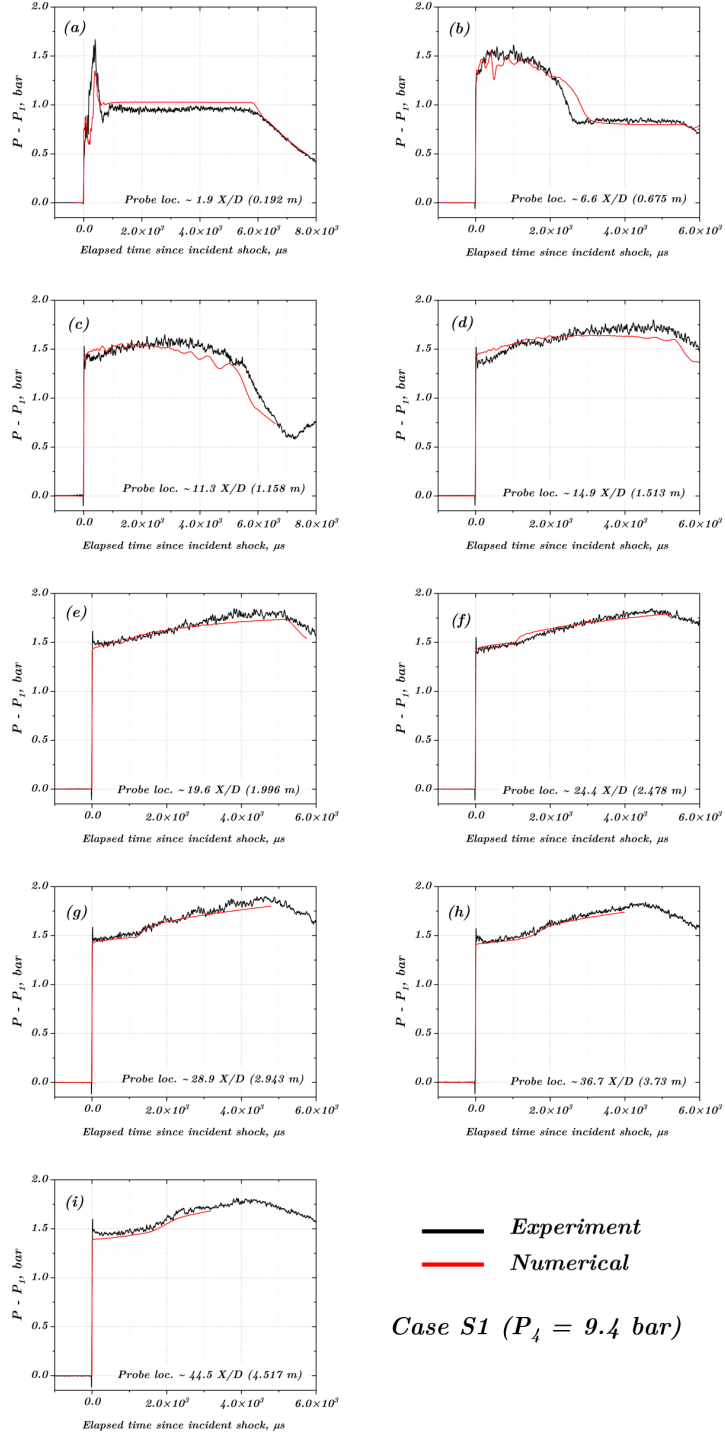 (a)
P - P₁, bar
2.0
1.5
1.0
0.5
0.0
Probe loc. ~ 1.9 X/D (0.192 m)
0.0 2.0×10³ 4.0×10³ 6.0×10³ 8.0×10³
Elapsed time since incident shock, μs
(b)
P - P₁, bar
2.0
1.5
1.0
0.5
0.0
Probe loc. ~ 6.6 X/D (0.675 m)
0.0 2.0×10³ 4.0×10³ 6.0×10³
Elapsed time since incident shock, μs
(c)
P - P₁, bar
2.0
1.5
1.0
0.5
0.0
Probe loc. ~ 11.3 X/D (1.158 m)
0.0 2.0×10³ 4.0×10³ 6.0×10³ 8.0×10³
Elapsed time since incident shock, μs
(d)
P - P₁, bar
2.0
1.5
1.0
0.5
0.0
Probe loc. ~ 14.9 X/D (1.513 m)
0.0 2.0×10³ 4.0×10³ 6.0×10³
Elapsed time since incident shock, μs
(e)
P - P₁, bar
2.0
1.5
1.0
0.5
0.0
Probe loc. ~ 19.6 X/D (1.996 m)
0.0 2.0×10³ 4.0×10³ 6.0×10³
Elapsed time since incident shock, μs
(f)
P - P₁, bar
2.0
1.5
1.0
0.5
0.0
Probe loc. ~ 24.4 X/D (2.478 m)
0.0 2.0×10³ 4.0×10³ 6.0×10³
Elapsed time since incident shock, μs
(g)
P - P₁, bar
2.0
1.5
1.0
0.5
0.0
Probe loc. ~ 28.9 X/D (2.943 m)
0.0 2.0×10³ 4.0×10³ 6.0×10³
Elapsed time since incident shock, μs
(h)
P - P₁, bar
2.0
1.5
1.0
0.5
0.0
Probe loc. ~ 36.7 X/D (3.73 m)
0.0 2.0×10³ 4.0×10³ 6.0×10³
Elapsed time since incident shock, μs
(i)
P - P₁, bar
2.0
1.5
1.0
0.5
0.0
Probe loc. ~ 44.5 X/D (4.517 m)
0.0 2.0×10³ 4.0×10³ 6.0×10³
Elapsed time since incident shock, μs
Experiment
Numerical
Case S1 (P₄ = 9.4 bar)